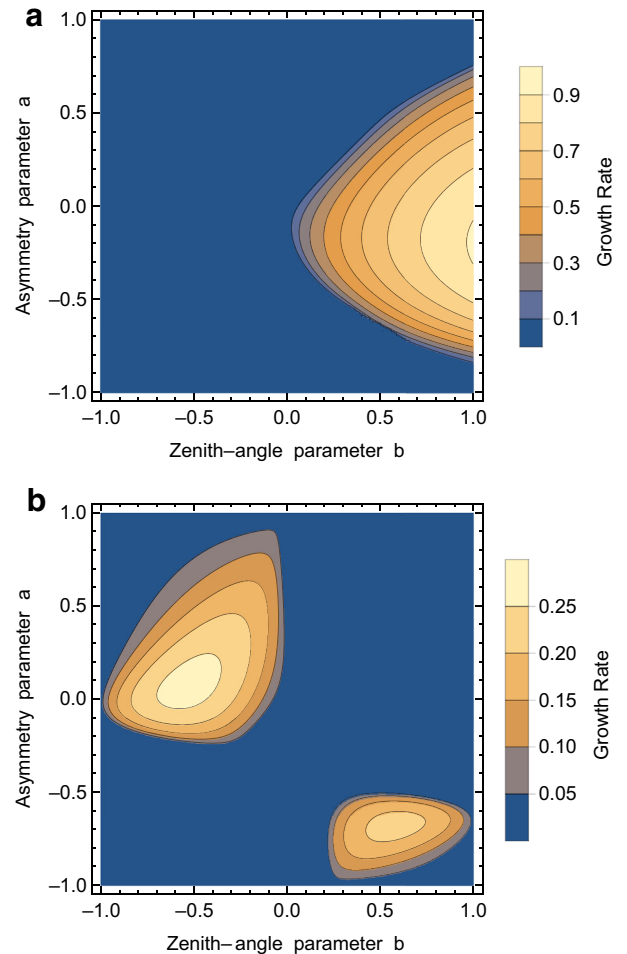 a
1.0
0.5
0.0
–0.5
–1.0
Asymmetry parameter a
–1.0 –0.5 0.0 0.5 1.0
Zenith–angle parameter b
0.9
0.7
0.5
0.3
0.1
Growth Rate
b
1.0
0.5
0.0
–0.5
–1.0
Asymmetry parameter a
–1.0 –0.5 0.0 0.5 1.0
Zenith–angle parameter b
0.25
0.20
0.15
0.10
0.05
Growth Rate